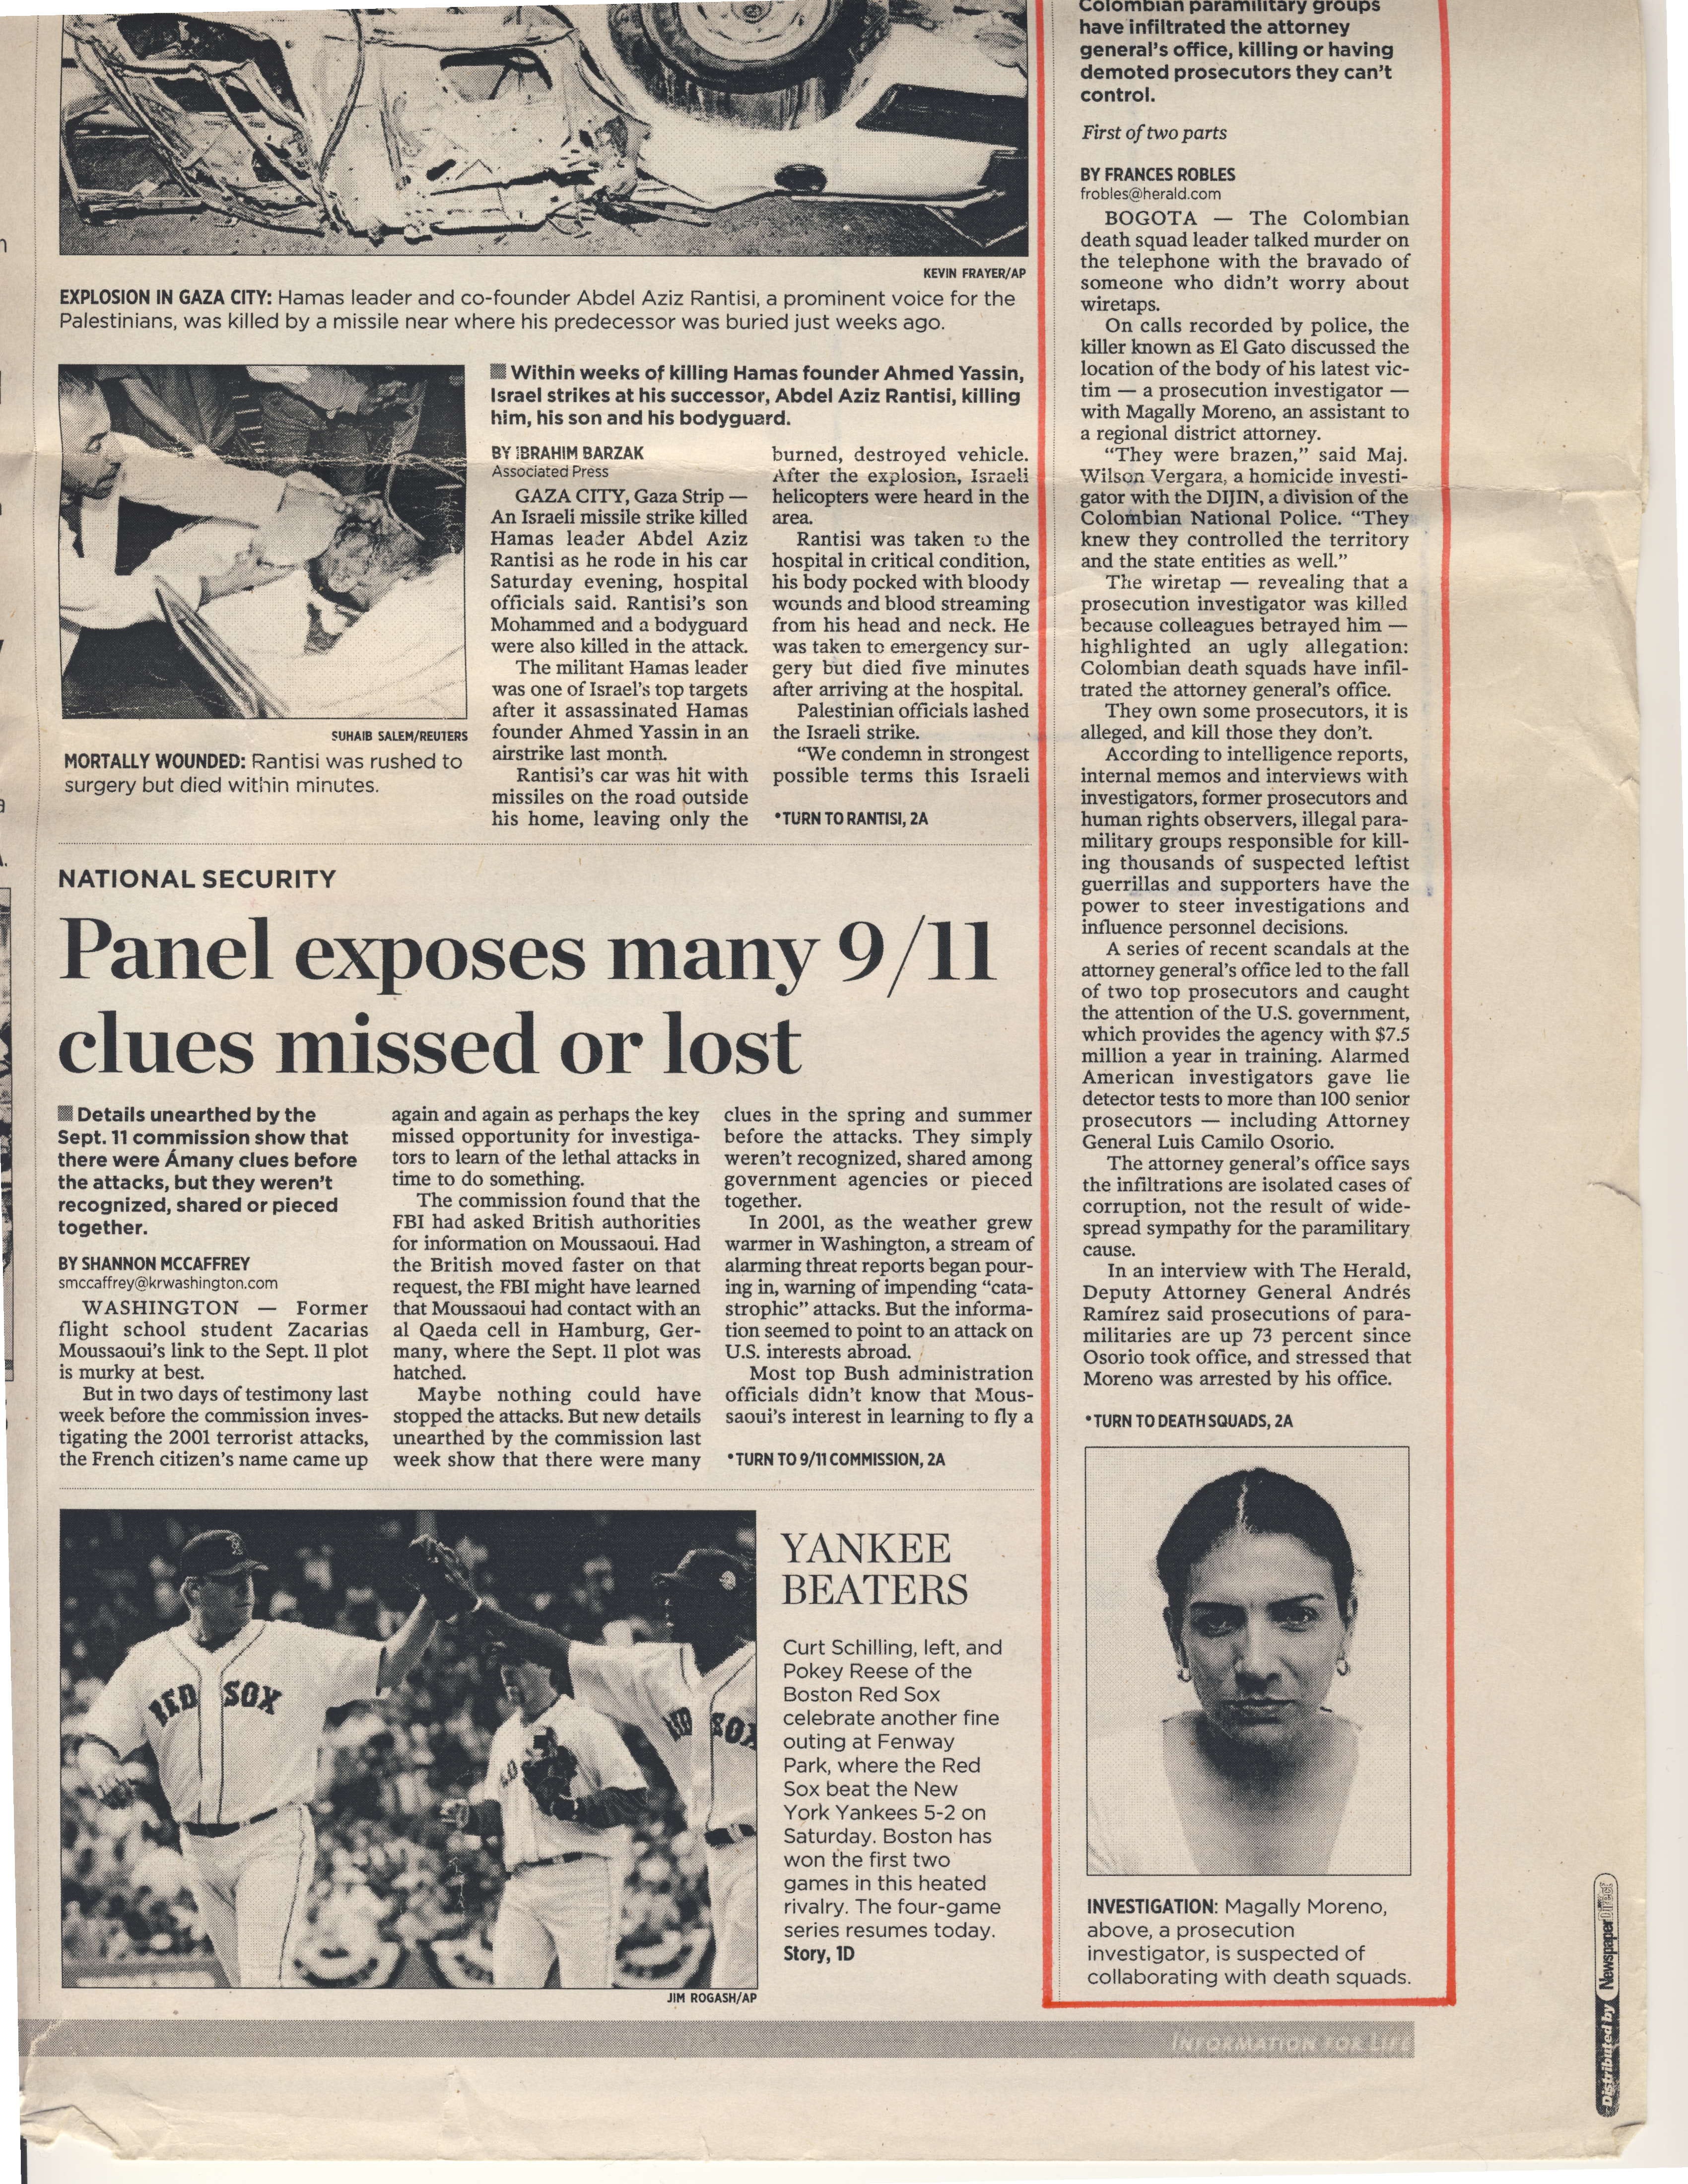 KEVIN FRAYER/AP
EXPLOSION IN GAZA CITY: Hamas leader and co-founder Abdel Aziz Rantisi, a prominent voice for the
Palestinians, was killed by a missile near where his predecessor was buried just weeks ago.
SUHAIB SALEM/REUTERS
MORTALLY WOUNDED: Rantisi was rushed to
surgery but died within minutes.
Within weeks of killing Hamas founder Ahmed Yassin,
Israel strikes at his successor, Abdel Aziz Rantisi, killing
him, his son and his bodyguard.
BY IBRAHIM BARZAK
Associated Press
GAZA CITY, Gaza Strip —
An Israeli missile strike killed
Hamas leader Abdel Aziz
Rantisi as he rode in his car
Saturday evening, hospital
officials said. Rantisi's son
Mohammed and a bodyguard
were also killed in the attack.
The militant Hamas leader
was one of Israel's top targets
after it assassinated Hamas
founder Ahmed Yassin in an
airstrike last month.
Rantisi's car was hit with
missiles on the road outside
his home, leaving only the
burned, destroyed vehicle.
After the explosion, Israeli
helicopters were heard in the
area.
Rantisi was taken to the
hospital in critical condition,
his body pocked with bloody
wounds and blood streaming
from his head and neck. He
was taken to emergency sur-
gery but died five minutes
after arriving at the hospital.
Palestinian officials lashed
the Israeli strike.
“We condemn in strongest
possible terms this Israeli
•TURN TO RANTISI, 2A
NATIONAL SECURITY
Panel exposes many 9/11
clues missed or lost
Details unearthed by the
Sept. 11 commission show that
there were Ámany clues before
the attacks, but they weren't
recognized, shared or pieced
together.
BY SHANNON MCCAFFREY
smccaffrey@krwashington.com
WASHINGTON — Former
flight school student Zacarias
Moussaoui's link to the Sept. 11 plot
is murky at best.
But in two days of testimony last
week before the commission inves-
tigating the 2001 terrorist attacks,
the French citizen's name came up
again and again as perhaps the key
missed opportunity for investiga-
tors to learn of the lethal attacks in
time to do something.
The commission found that the
FBI had asked British authorities
for information on Moussaoui. Had
the British moved faster on that
request, the FBI might have learned
that Moussaoui had contact with an
al Qaeda cell in Hamburg, Ger-
many, where the Sept. 11 plot was
hatched.
Maybe nothing could have
stopped the attacks. But new details
unearthed by the commission last
week show that there were many
clues in the spring and summer
before the attacks. They simply
weren't recognized, shared among
government agencies or pieced
together.
In 2001, as the weather grew
warmer in Washington, a stream of
alarming threat reports began pour-
ing in, warning of impending “cata-
strophic” attacks. But the informa-
tion seemed to point to an attack on
U.S. interests abroad.
Most top Bush administration
officials didn't know that Mous-
saoui's interest in learning to fly a
•TURN TO 9/11 COMMISSION, 2A
RED SOX
JIM ROGASH/AP
YANKEE
BEATERS
Curt Schilling, left, and
Pokey Reese of the
Boston Red Sox
celebrate another fine
outing at Fenway
Park, where the Red
Sox beat the New
York Yankees 5-2 on
Saturday. Boston has
won the first two
games in this heated
rivalry. The four-game
series resumes today.
Story, 1D
Colombian paramilitary groups
have infiltrated the attorney
general's office, killing or having
demoted prosecutors they can't
control.
First of two parts
BY FRANCES ROBLES
frobles@herald.com
BOGOTA — The Colombian
death squad leader talked murder on
the telephone with the bravado of
someone who didn't worry about
wiretaps.
On calls recorded by police, the
killer known as El Gato discussed the
location of the body of his latest vic-
tim — a prosecution investigator —
with Magally Moreno, an assistant to
a regional district attorney.
“They were brazen,” said Maj.
Wilson Vergara, a homicide investi-
gator with the DIJIN, a division of the
Colombian National Police. “They
knew they controlled the territory
and the state entities as well.”
The wiretap — revealing that a
prosecution investigator was killed
because colleagues betrayed him —
highlighted an ugly allegation:
Colombian death squads have infil-
trated the attorney general's office.
They own some prosecutors, it is
alleged, and kill those they don't.
According to intelligence reports,
internal memos and interviews with
investigators, former prosecutors and
human rights observers, illegal para-
military groups responsible for kill-
ing thousands of suspected leftist
guerrillas and supporters have the
power to steer investigations and
influence personnel decisions.
A series of recent scandals at the
attorney general's office led to the fall
of two top prosecutors and caught
the attention of the U.S. government,
which provides the agency with $7.5
million a year in training. Alarmed
American investigators gave lie
detector tests to more than 100 senior
prosecutors — including Attorney
General Luis Camilo Osorio.
The attorney general's office says
the infiltrations are isolated cases of
corruption, not the result of wide-
spread sympathy for the paramilitary
cause.
In an interview with The Herald,
Deputy Attorney General Andrés
Ramírez said prosecutions of para-
militaries are up 73 percent since
Osorio took office, and stressed that
Moreno was arrested by his office.
•TURN TO DEATH SQUADS, 2A
INVESTIGATION: Magally Moreno,
above, a prosecution
investigator, is suspected of
collaborating with death squads.
INFORMATION FOR LIFE
Distributed by NewspaperDirect